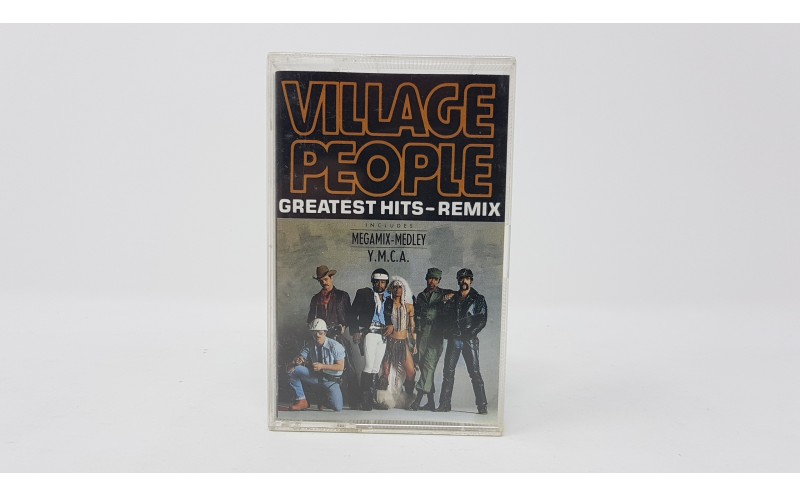 VILLAGE
PEOPLE
GREATEST HITS–REMIX
INCLUDES
MEGAMIX-MEDLEY
Y.M.C.A.